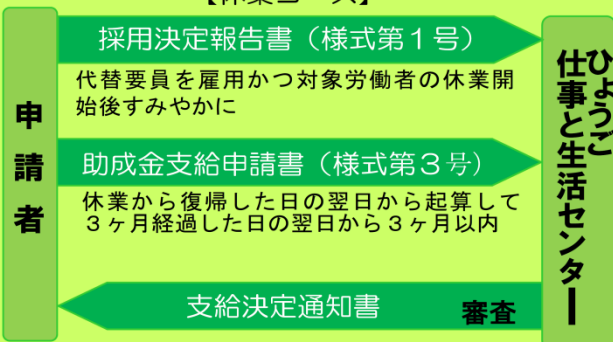 【休業コース】
採用決定報告書（様式第１号）
代替要員を雇用かつ対象労働者の休業開
始後すみやかに
申請者
助成金支給申請書（様式第３号）
休業から復帰した日の翌日から起算して
３ヶ月経過した日の翌日から３ヶ月以内
支給決定通知書
審査
ひょうご
仕事と生活センター